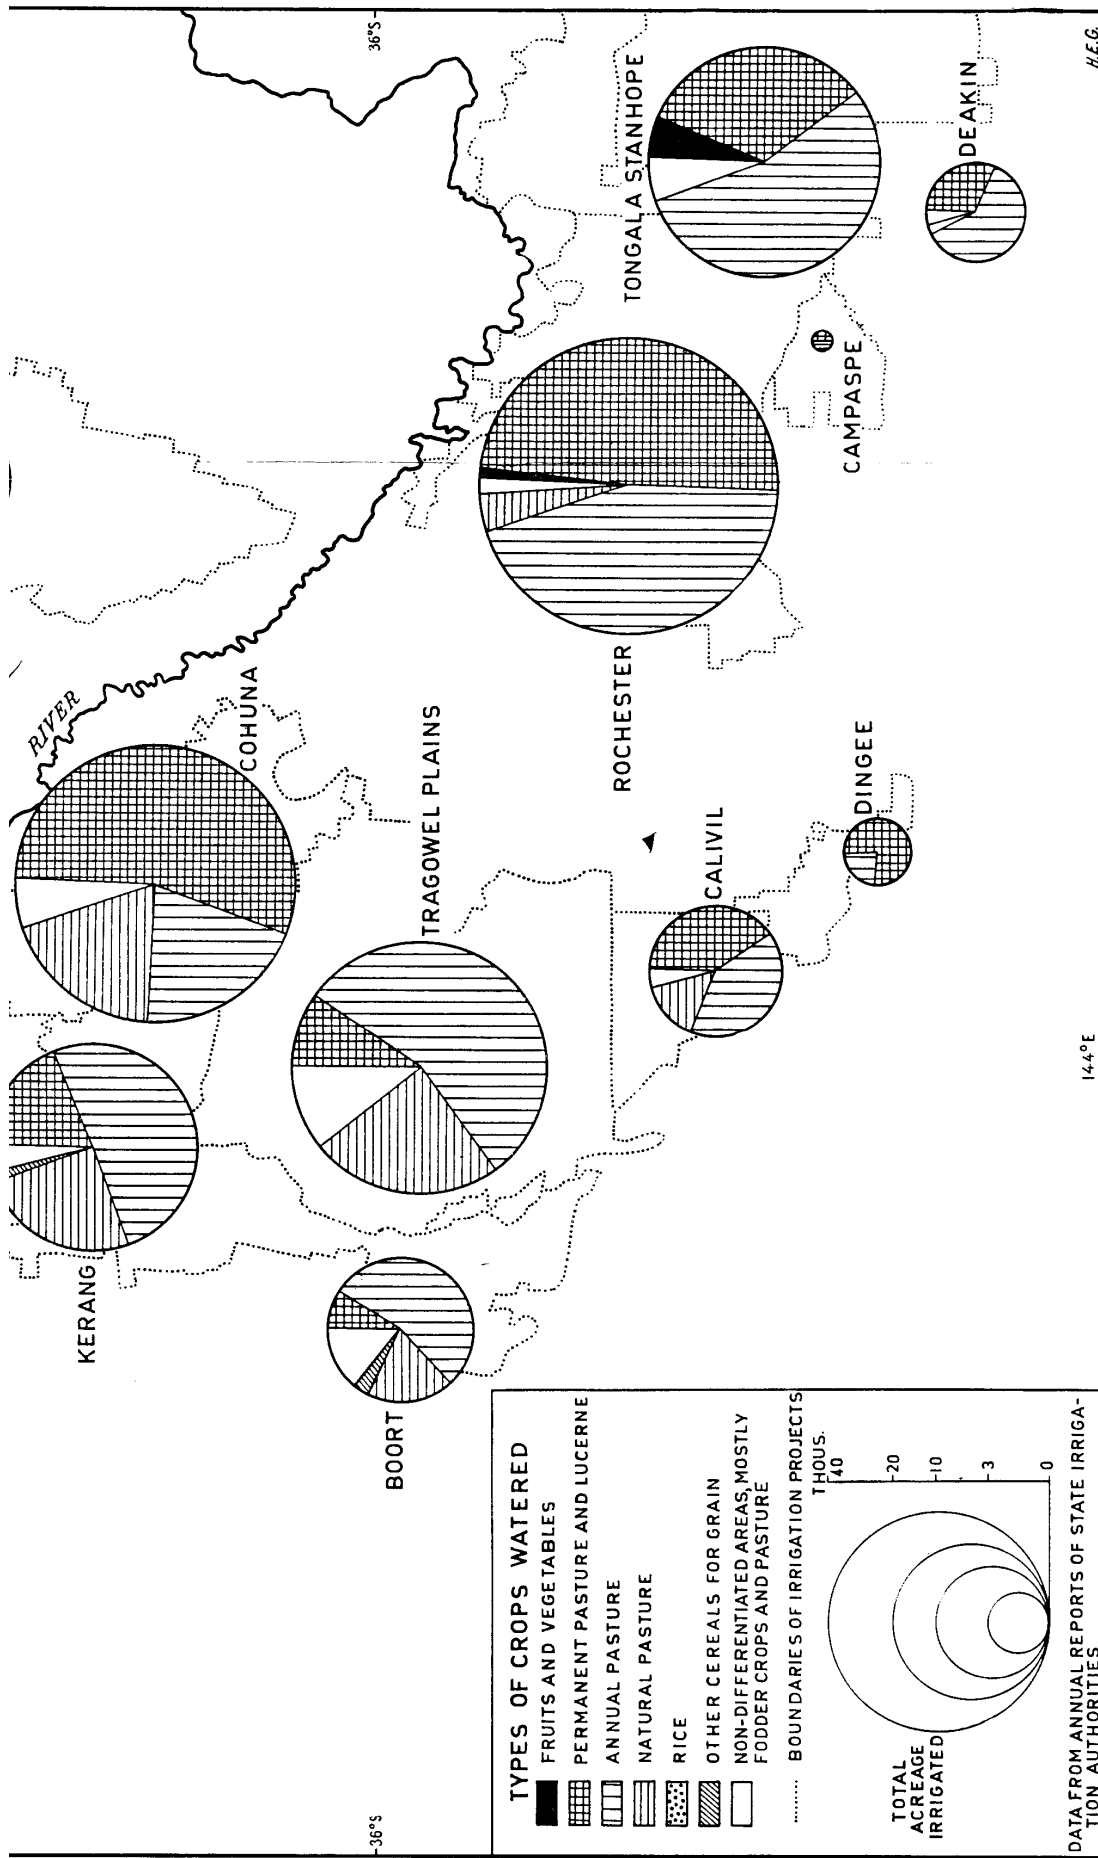 36°S
RIVER
KERANG
COHUNA
TRAGOWEL PLAINS
BOORT
ROCHESTER
TONGALA STANHOPE
CALIVIL
DINGEE
CAMPASPE
DEAKIN
36°S
144°E
H.E.G.
TYPES OF CROPS WATERED
FRUITS AND VEGETABLES
PERMANENT PASTURE AND LUCERNE
ANNUAL PASTURE
NATURAL PASTURE
RICE
OTHER CEREALS FOR GRAIN
NON-DIFFERENTIATED AREAS, MOSTLY
FODDER CROPS AND PASTURE
BOUNDARIES OF IRRIGATION PROJECTS
THOUS.
40
20
10
3
0
TOTAL
ACREAGE
IRRIGATED
DATA FROM ANNUAL REPORTS OF STATE IRRIGA-
TION AUTHORITIES